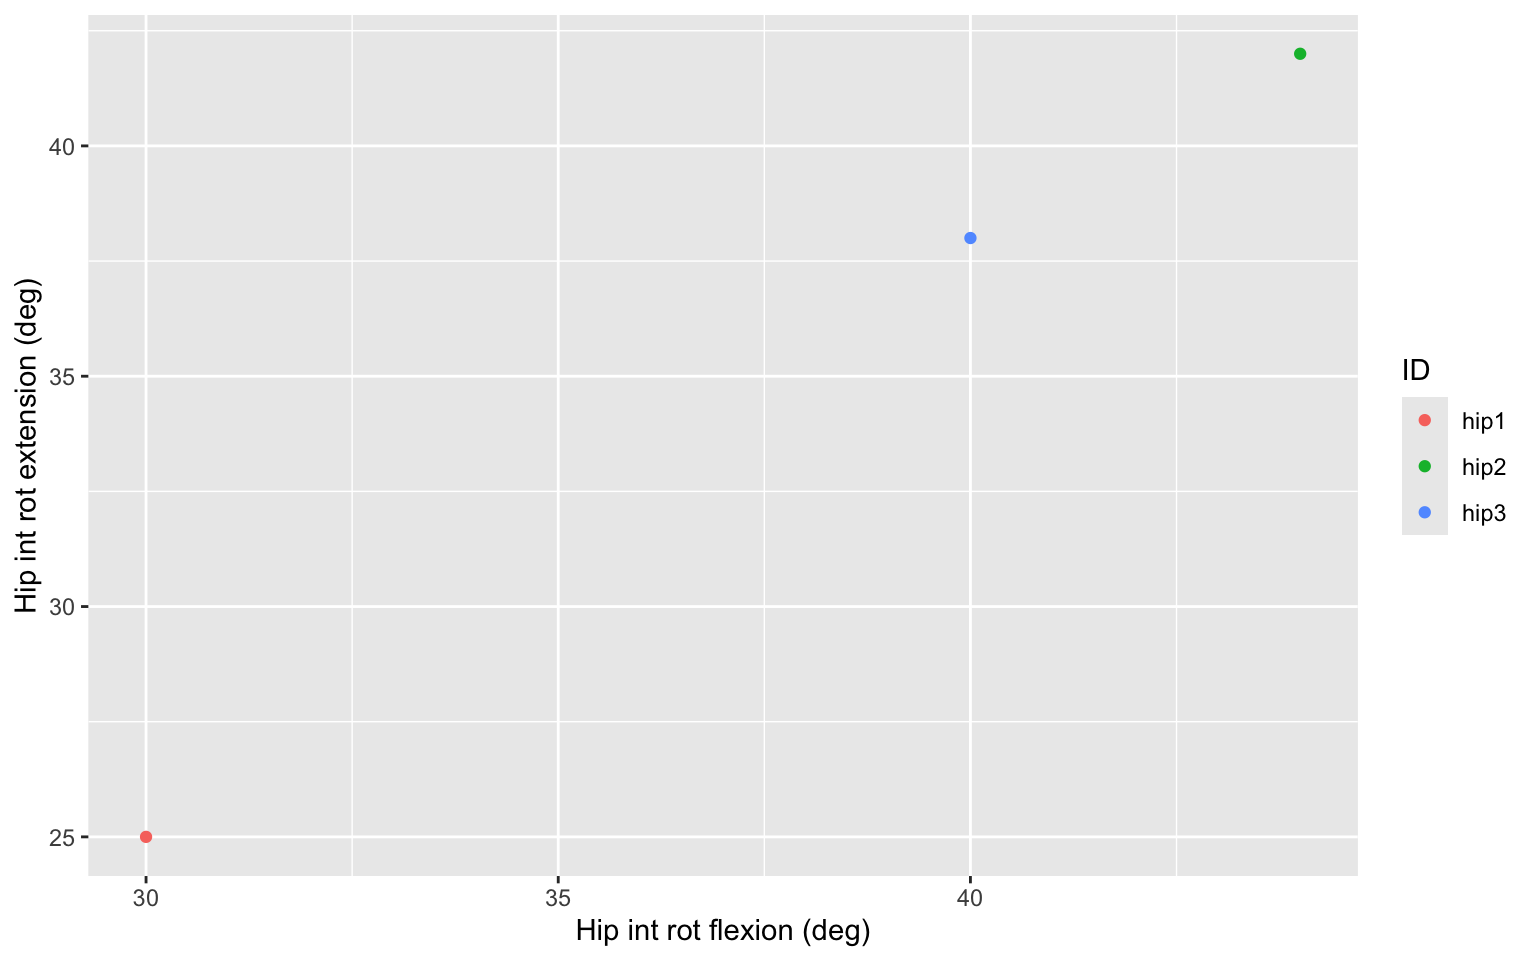 40
35
30
25
30
35
40
Hip int rot extension (deg)
Hip int rot flexion (deg)
ID
hip1
hip2
hip3